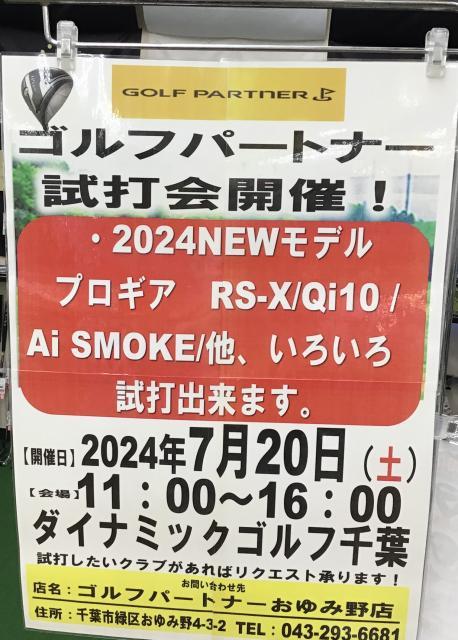 GOLF PARTNER
ゴルフパートナー
試打会開催！
・2024NEWモデル
プロギア　RS-X/Qi10 /
Ai SMOKE/他、いろいろ
試打出来ます。
【開催日】2024年7月20日（土）
【会場】11：00～16：00
ダイナミックゴルフ千葉
試打したいクラブがあればリクエスト承ります！
お問い合わせ先
店名：ゴルフパートナーおゆみ野店
住所：千葉市緑区おゆみ野4-3-2　TEL：043-293-6681